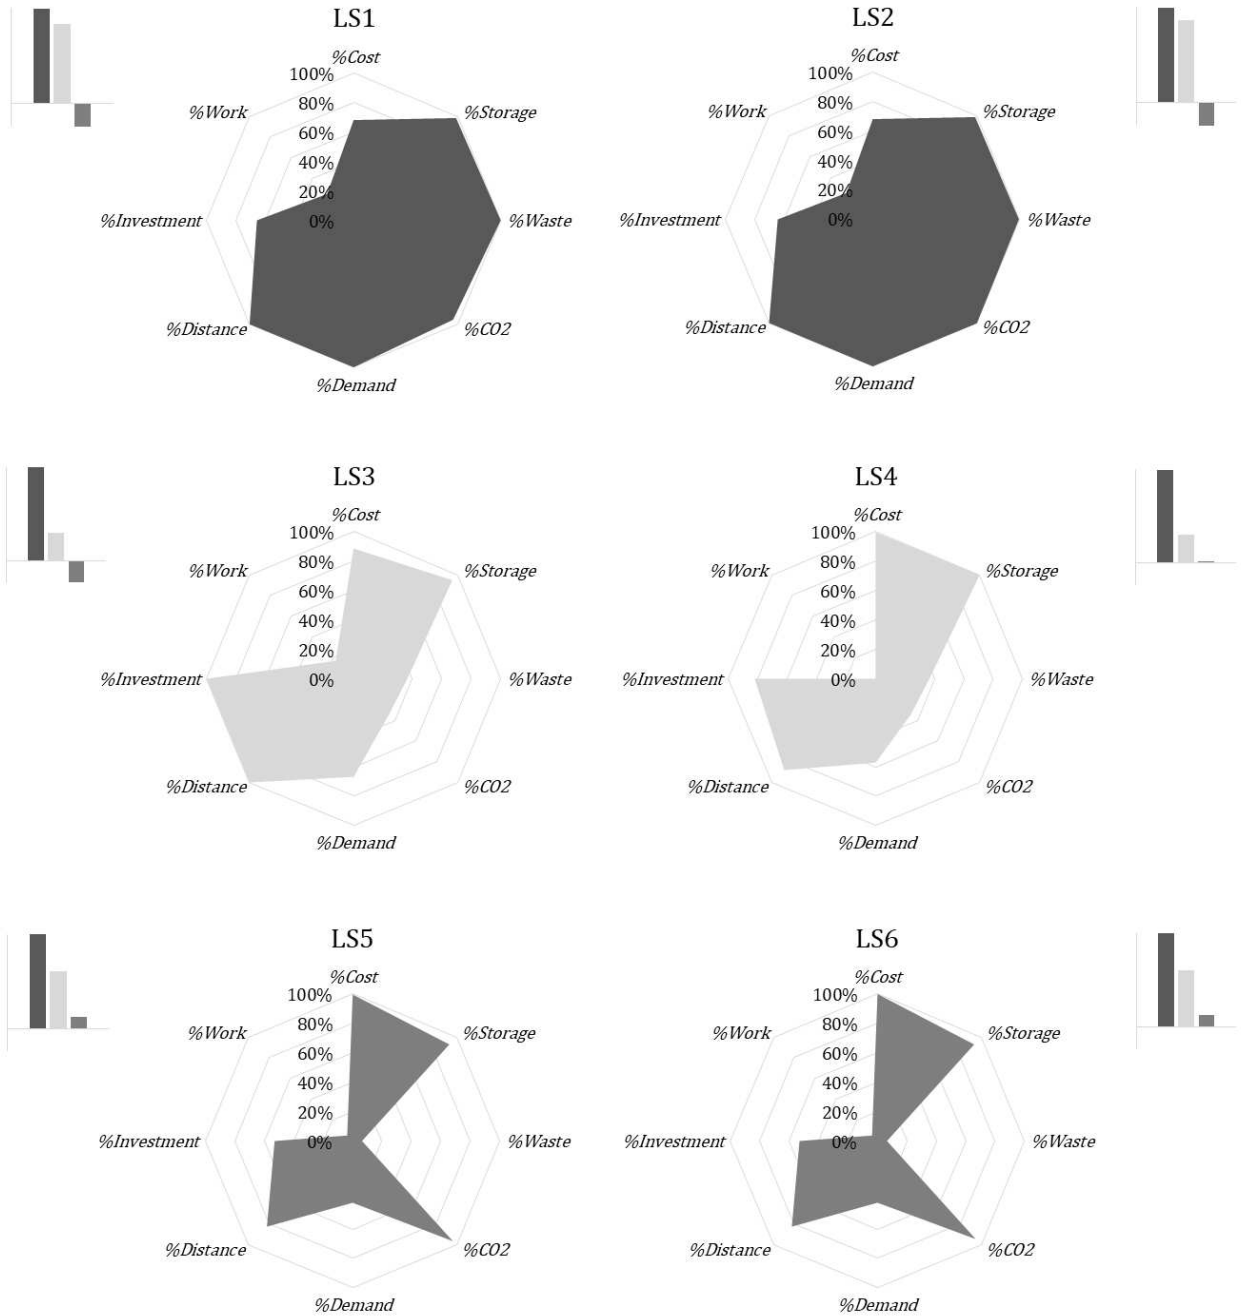 LS1
%Cost
100%
80%
60%
40%
20%
0%
%Storage
%Waste
%CO2
%Demand
%Distance
%Investment
%Work
LS2
%Cost
100%
80%
60%
40%
20%
0%
%Storage
%Waste
%CO2
%Demand
%Distance
%Investment
%Work
LS3
%Cost
100%
80%
60%
40%
20%
0%
%Storage
%Waste
%CO2
%Demand
%Distance
%Investment
%Work
LS4
%Cost
100%
80%
60%
40%
20%
0%
%Storage
%Waste
%CO2
%Demand
%Distance
%Investment
%Work
LS5
%Cost
100%
80%
60%
40%
20%
0%
%Storage
%Waste
%CO2
%Demand
%Distance
%Investment
%Work
LS6
%Cost
100%
80%
60%
40%
20%
0%
%Storage
%Waste
%CO2
%Demand
%Distance
%Investment
%Work